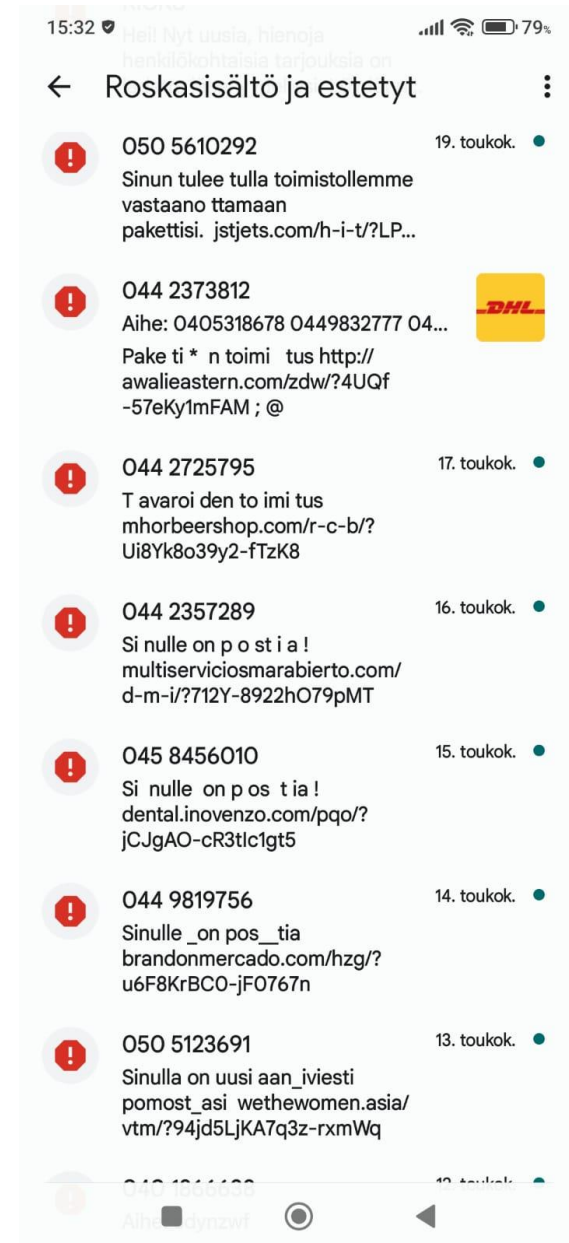 15:32
79%
Hei! Nyt uusia, hienoja
henkilökohtaisia tarjouksia on
Roskasisältö ja estetyt
050 5610292
19. toukok.
Sinun tulee tulla toimistollemme
vastaano ttamaan
pakettisi. jstjets.com/h-i-t/?LP...
044 2373812
DHL
Aihe: 0405318678 0449832777 04...
Pake ti * n toimi tus http://
awalieastern.com/zdw/?4UQf
-57eKy1mFAM ; @
044 2725795
17. toukok.
T avaroi den to imi tus
mhorbeershop.com/r-c-b/?
Ui8Yk8o39y2-fTzK8
044 2357289
16. toukok.
Si nulle on p o st i a !
multiserviciosmarabierto.com/
d-m-i/?712Y-8922hO79pMT
045 8456010
15. toukok.
Si nulle on p os t ia !
dental.inovenzo.com/pqo/?
jCJgAO-cR3tIc1gt5
044 9819756
14. toukok.
Sinulle _on pos__tia
brandonmercado.com/hzg/?
u6F8KrBC0-jF0767n
050 5123691
13. toukok.
Sinulla on uusi aan_iviesti
pomost_asi wethewomen.asia/
vtm/?94jd5LjKA7q3z-rxmWq
12. toukok.